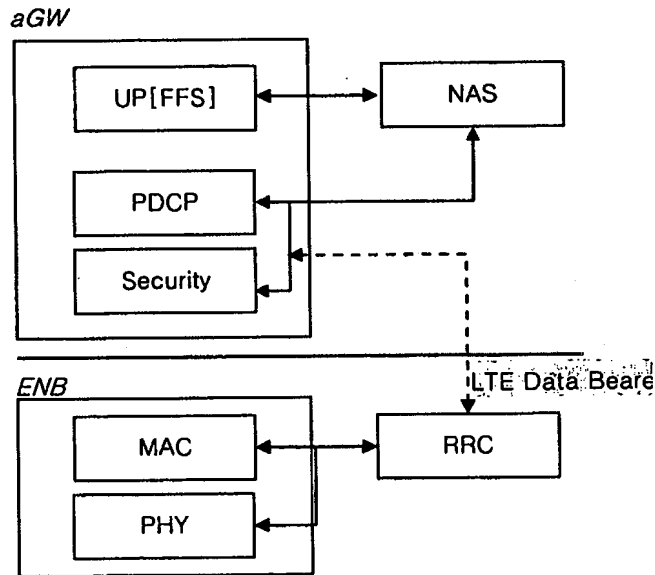 aGW
UP[FFS]
NAS
PDCP
Security
LTE Data Beare
ENB
MAC
RRC
PHY